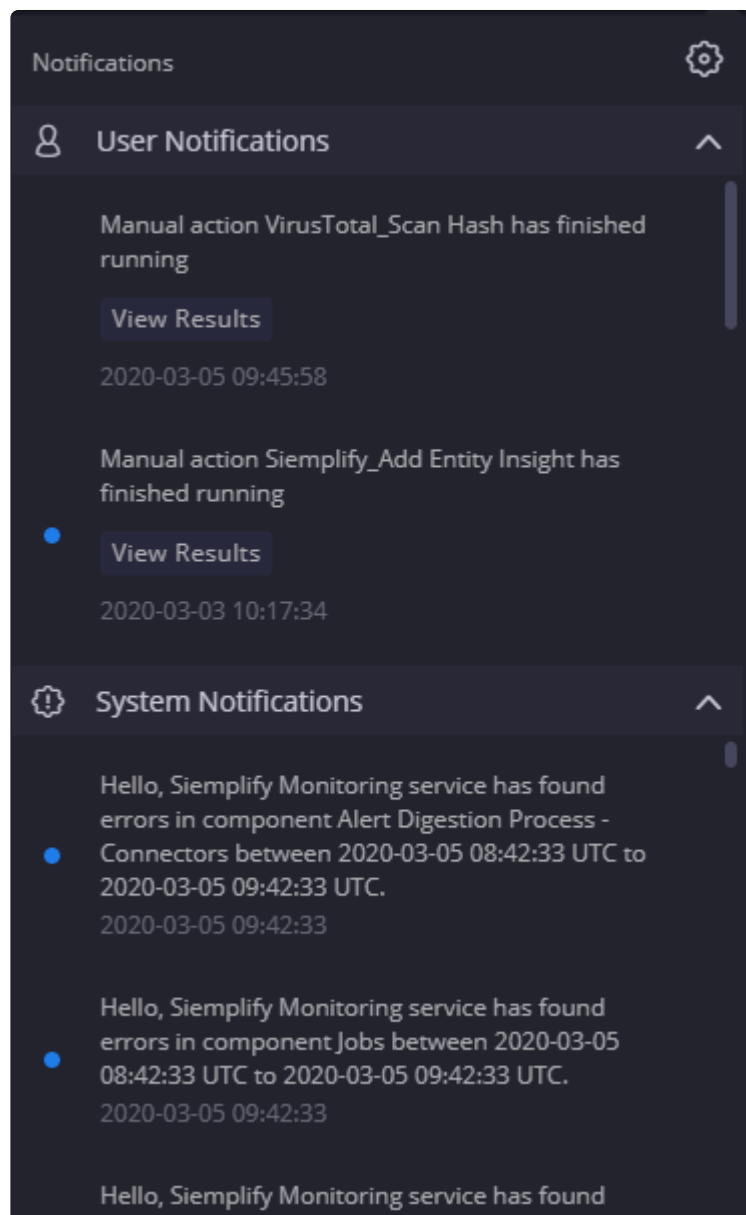 Notifications
User Notifications
Manual action VirusTotal_Scan Hash has finished
running
View Results
2020-03-05 09:45:58
Manual action Siemplify_Add Entity Insight has
finished running
View Results
2020-03-03 10:17:34
System Notifications
Hello, Siemplify Monitoring service has found
errors in component Alert Digestion Process -
Connectors between 2020-03-05 08:42:33 UTC to
2020-03-05 09:42:33 UTC.
2020-03-05 09:42:33
Hello, Siemplify Monitoring service has found
errors in component Jobs between 2020-03-05
08:42:33 UTC to 2020-03-05 09:42:33 UTC.
2020-03-05 09:42:33
Hello, Siemplify Monitoring service has found